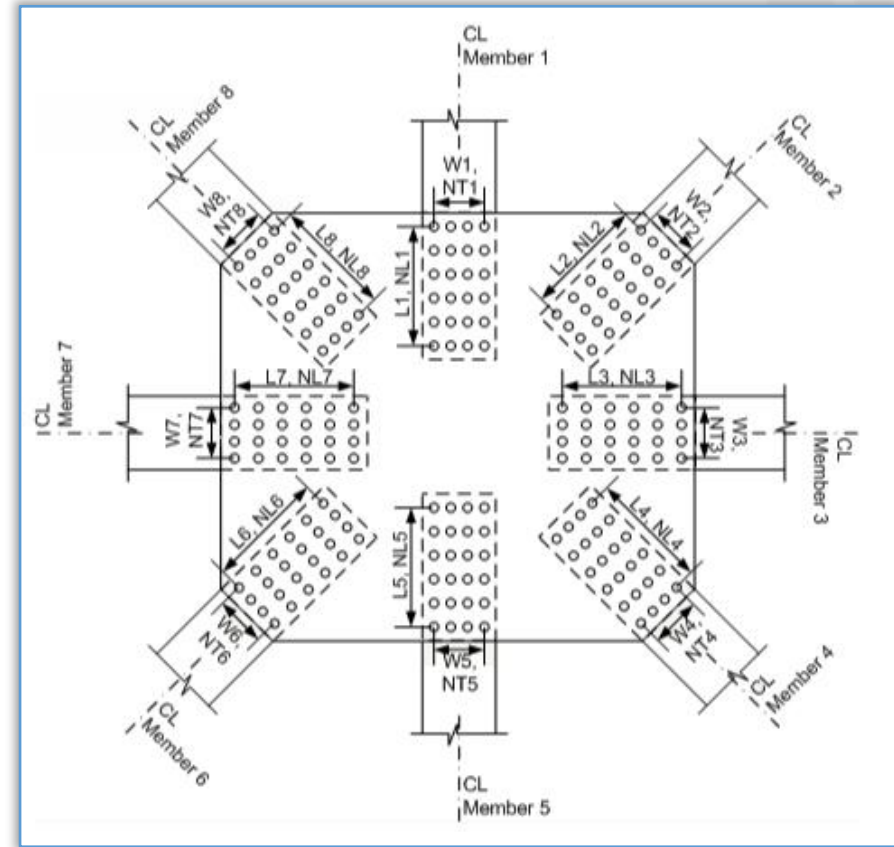 CL
Member 1
CL
Member 8
CL
Member 2
W1,
NT1
W8,
NT8
W2,
NT2
L8, NL8
L1, NL1
L2, NL2
CL
Member 7
L7, NL7
L3, NL3
W7,
NT7
W3,
NT3
CL
Member 3
L6, NL6
L5, NL5
L4, NL4
W6,
NT6
W5,
NT5
W4,
NT4
CL
Member 6
CL
Member 4
CL
Member 5